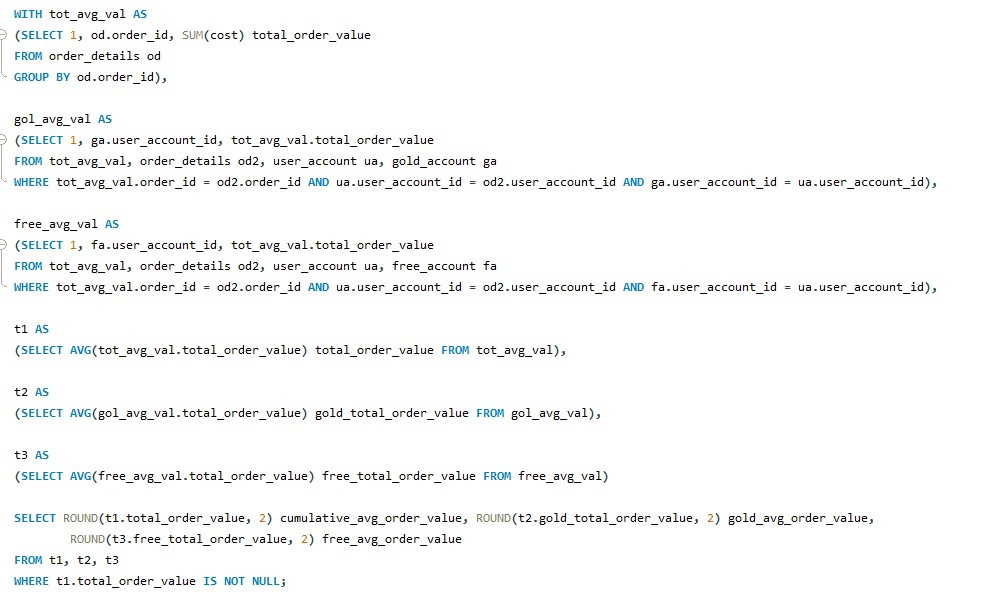 WITH tot_avg_val AS
(SELECT 1, od.order_id, SUM(cost) total_order_value
FROM order_details od
GROUP BY od.order_id),
gol_avg_val AS
(SELECT 1, ga.user_account_id, tot_avg_val.total_order_value
FROM tot_avg_val, order_details od2, user_account ua, gold_account ga
WHERE tot_avg_val.order_id = od2.order_id AND ua.user_account_id = od2.user_account_id AND ga.user_account_id = ua.user_account_id),
free_avg_val AS
(SELECT 1, fa.user_account_id, tot_avg_val.total_order_value
FROM tot_avg_val, order_details od2, user_account ua, free_account fa
WHERE tot_avg_val.order_id = od2.order_id AND ua.user_account_id = od2.user_account_id AND fa.user_account_id = ua.user_account_id),
t1 AS
(SELECT AVG(tot_avg_val.total_order_value) total_order_value FROM tot_avg_val),
t2 AS
(SELECT AVG(gol_avg_val.total_order_value) gold_total_order_value FROM gol_avg_val),
t3 AS
(SELECT AVG(free_avg_val.total_order_value) free_total_order_value FROM free_avg_val)
SELECT ROUND(t1.total_order_value, 2) cumulative_avg_order_value, ROUND(t2.gold_total_order_value, 2) gold_avg_order_value,
ROUND(t3.free_total_order_value, 2) free_avg_order_value
FROM t1, t2, t3
WHERE t1.total_order_value IS NOT NULL;